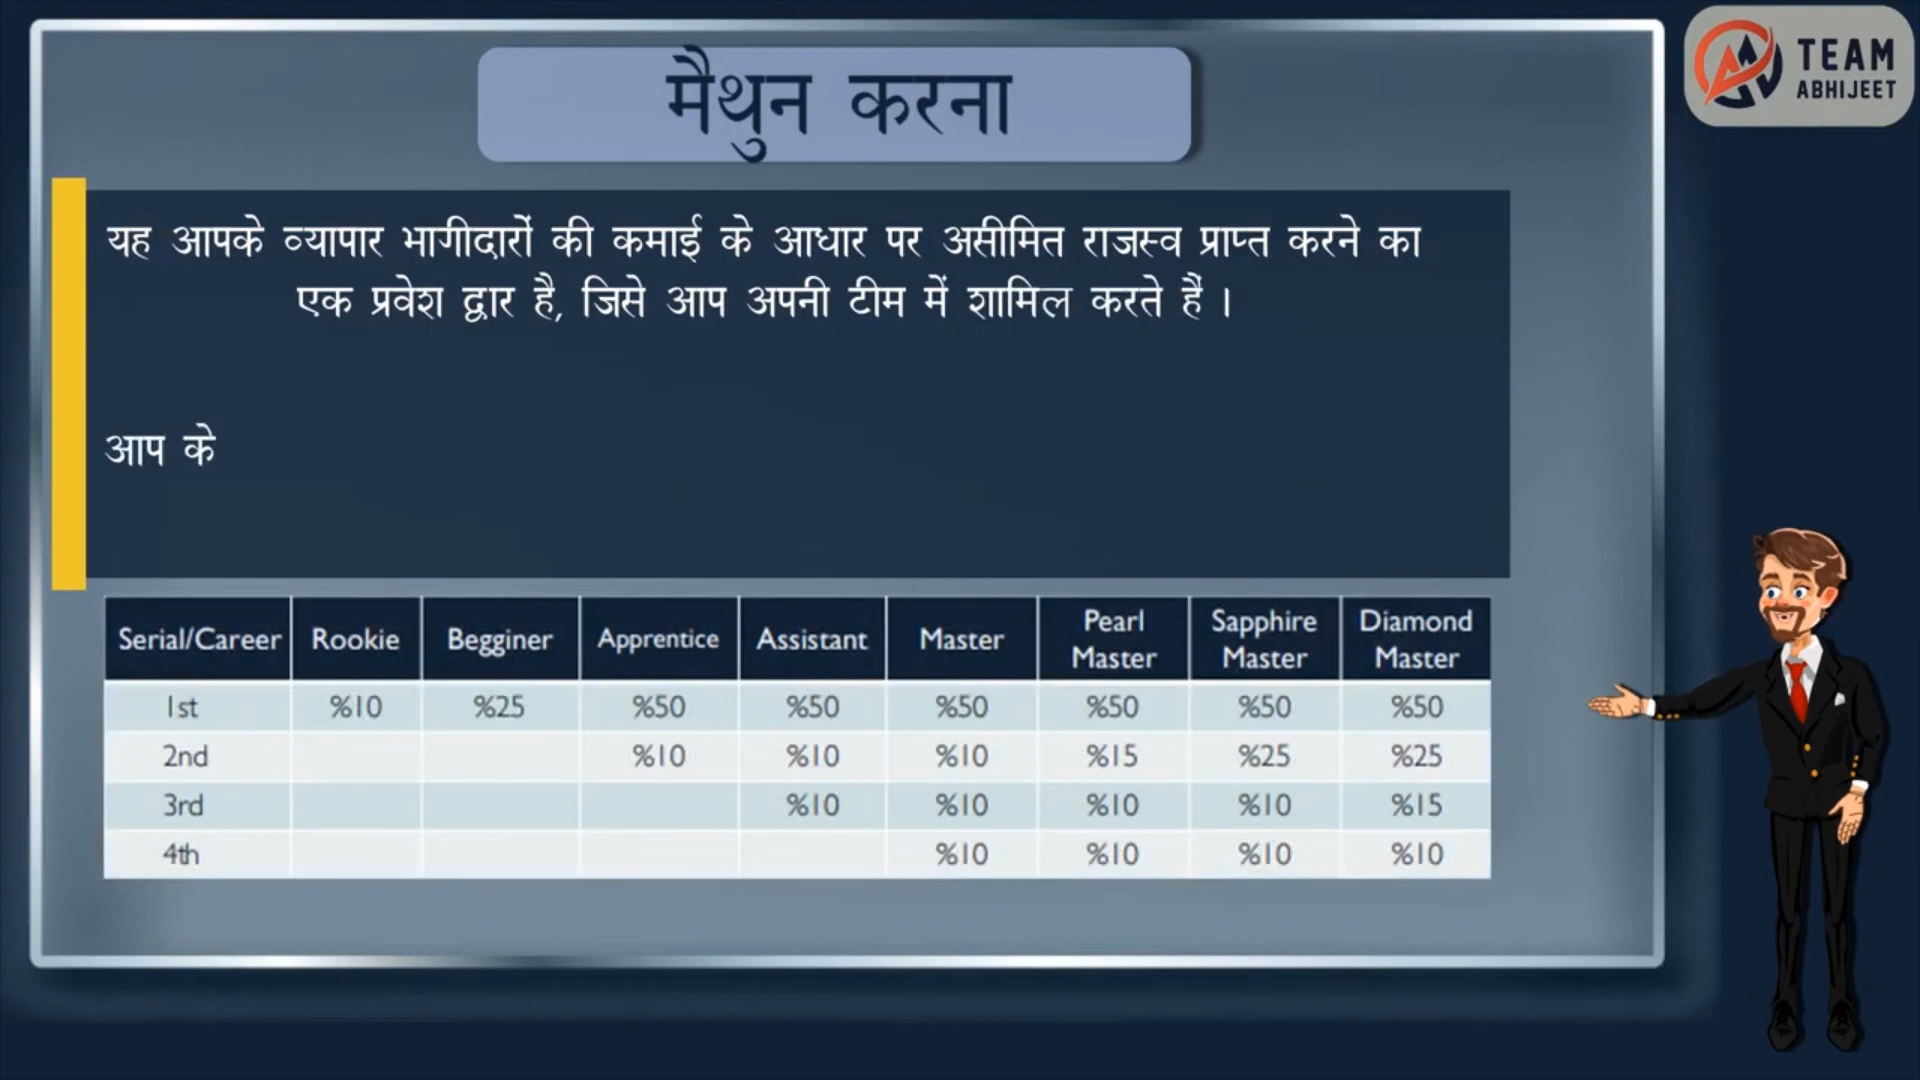 मैथुन करना
TEAM
ABHIJEET
यह आपके व्यापार भागीदारों की कमाई के आधार पर असीमित राजस्व प्राप्त करने का
एक प्रवेश द्वार है, जिसे आप अपनी टीम में शामिल करते हैं ।
आप के
Serial/Career Rookie Begginer Apprentice Assistant Master Pearl Master Sapphire Master Diamond Master
1st %10 %25 %50 %50 %50 %50 %50 %50
2nd %10 %10 %10 %15 %25 %25
3rd %10 %10 %10 %10 %15
4th %10 %10 %10 %10